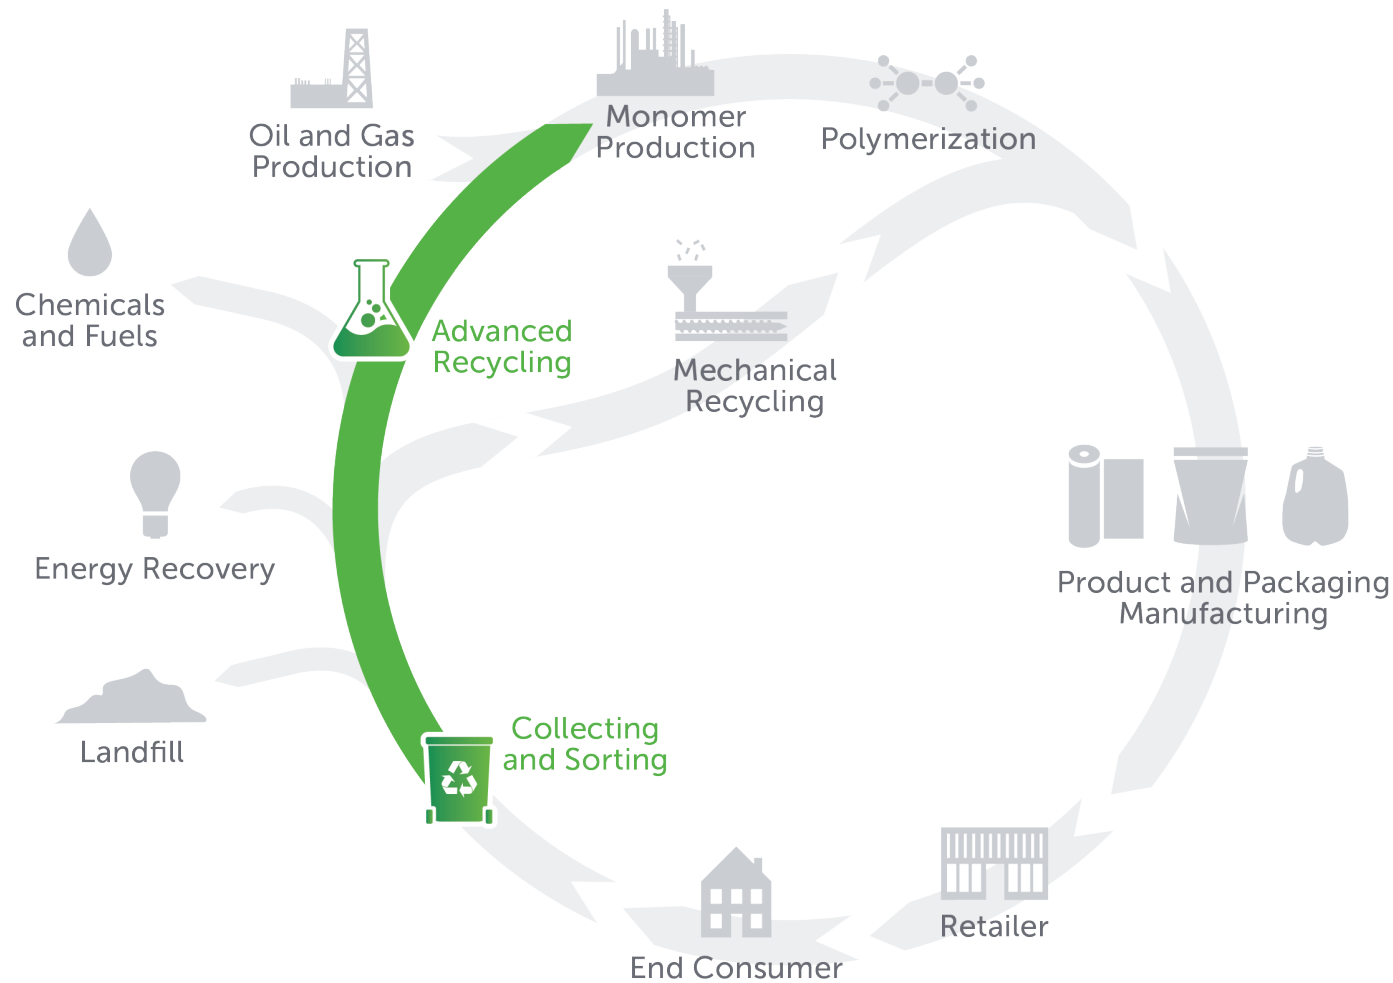 Oil and Gas
Production
Monomer
Production
Polymerization
Chemicals
and Fuels
Advanced
Recycling
Mechanical
Recycling
Energy Recovery
Product and Packaging
Manufacturing
Landfill
Collecting
and Sorting
Retailer
End Consumer